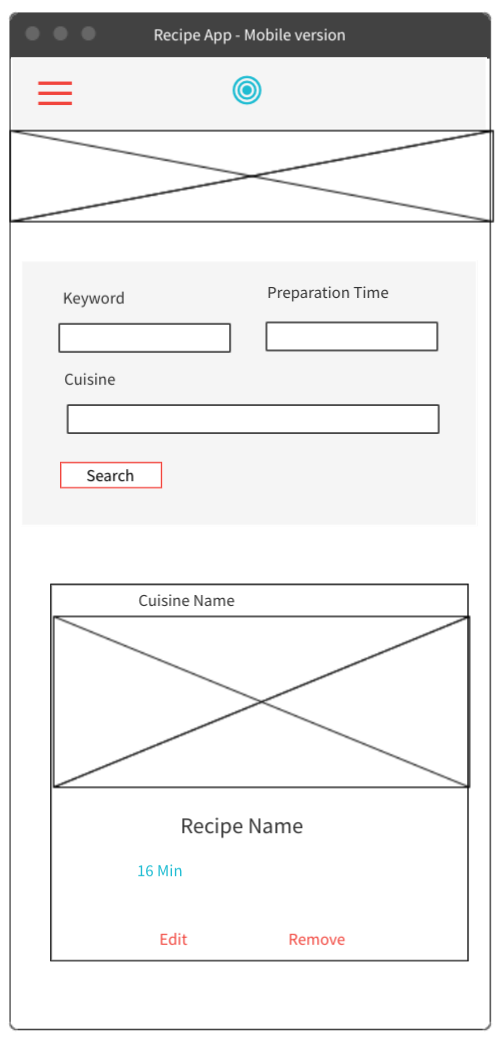 Recipe App - Mobile version
Keyword
Preparation Time
Cuisine
Search
Cuisine Name
Recipe Name
16 Min
Edit
Remove